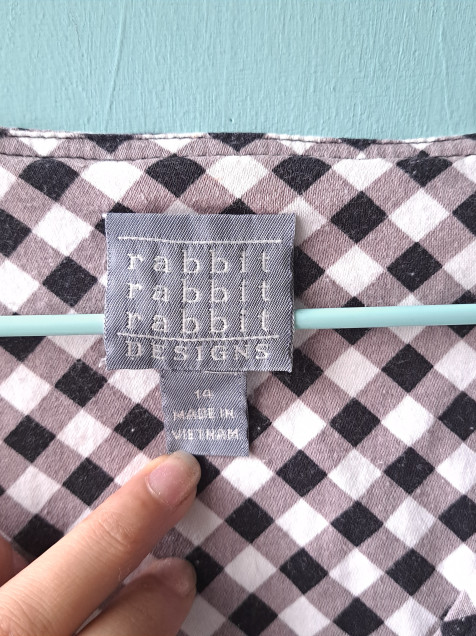 rabbit
rabbit
rabbit
DESIGNS
14
MADE IN
VIETNAM